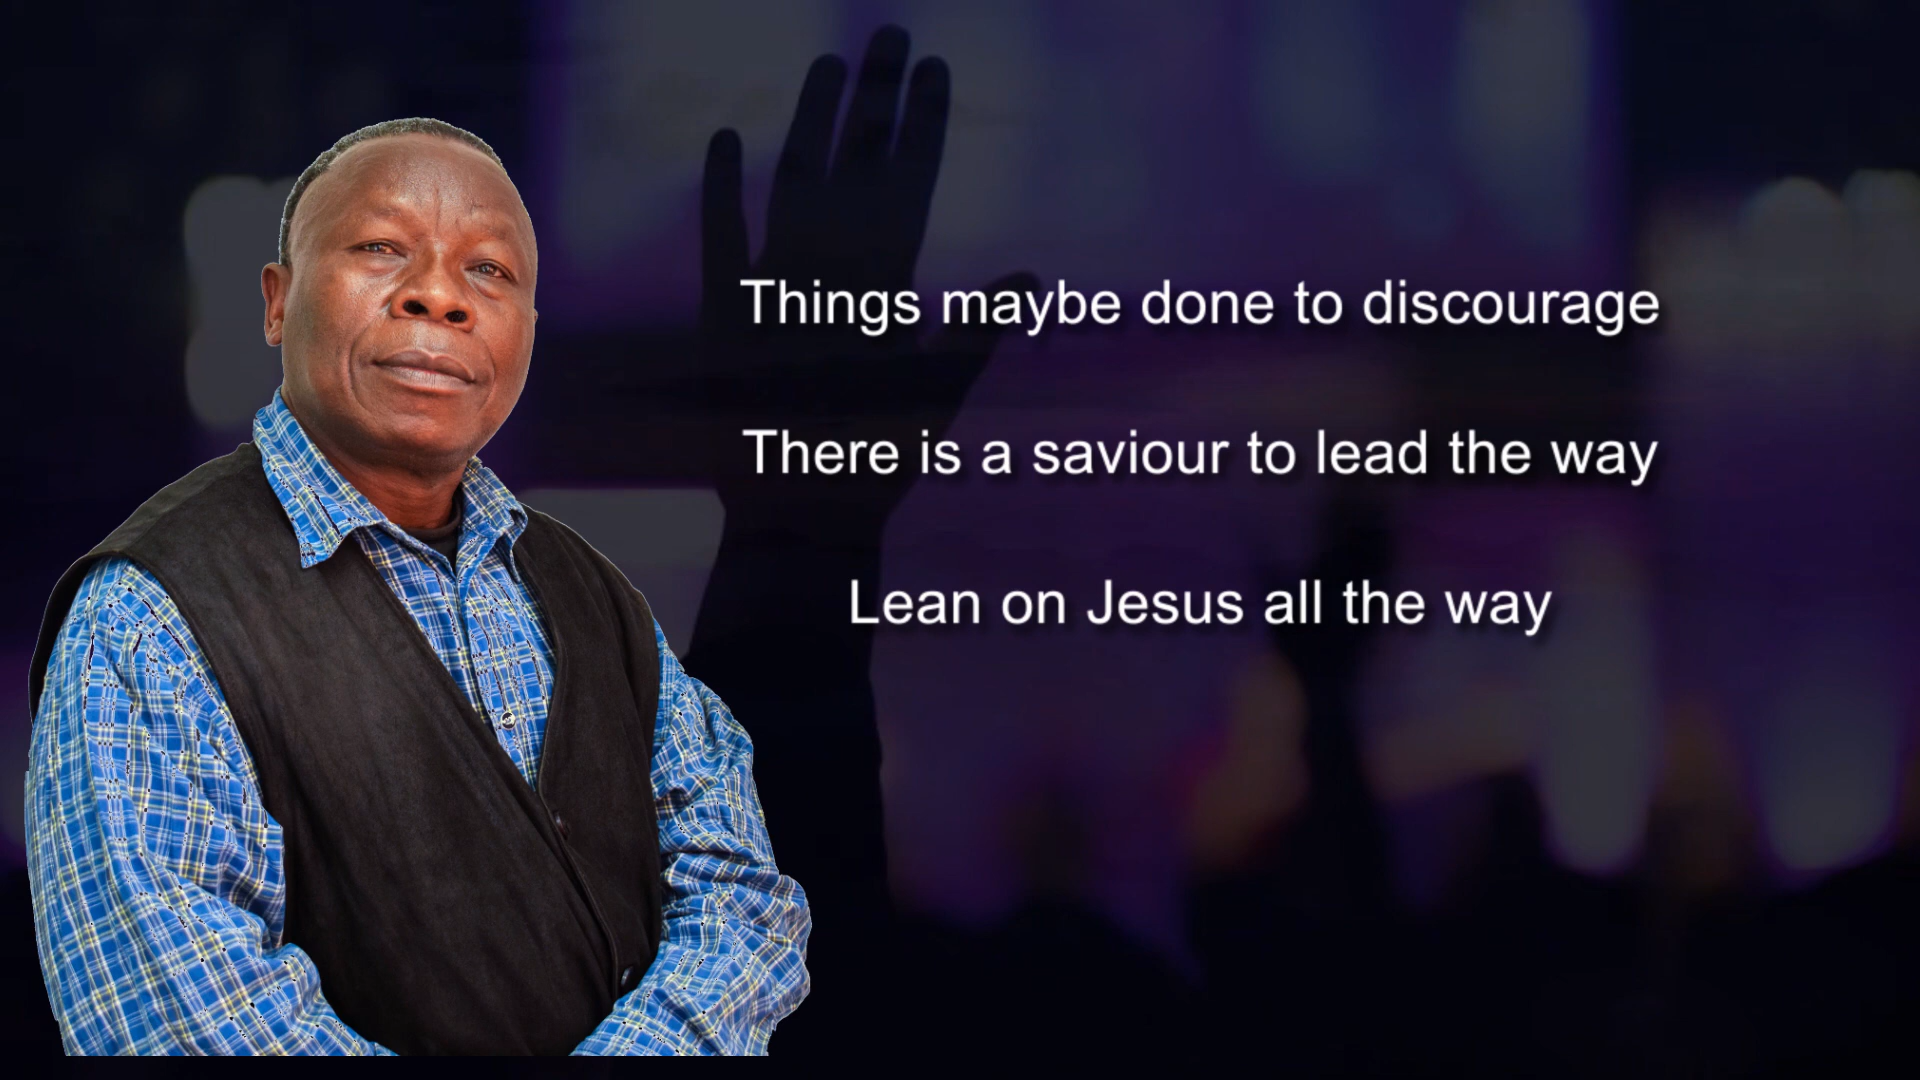 Things maybe done to discourage
There is a saviour to lead the way
Lean on Jesus all the way